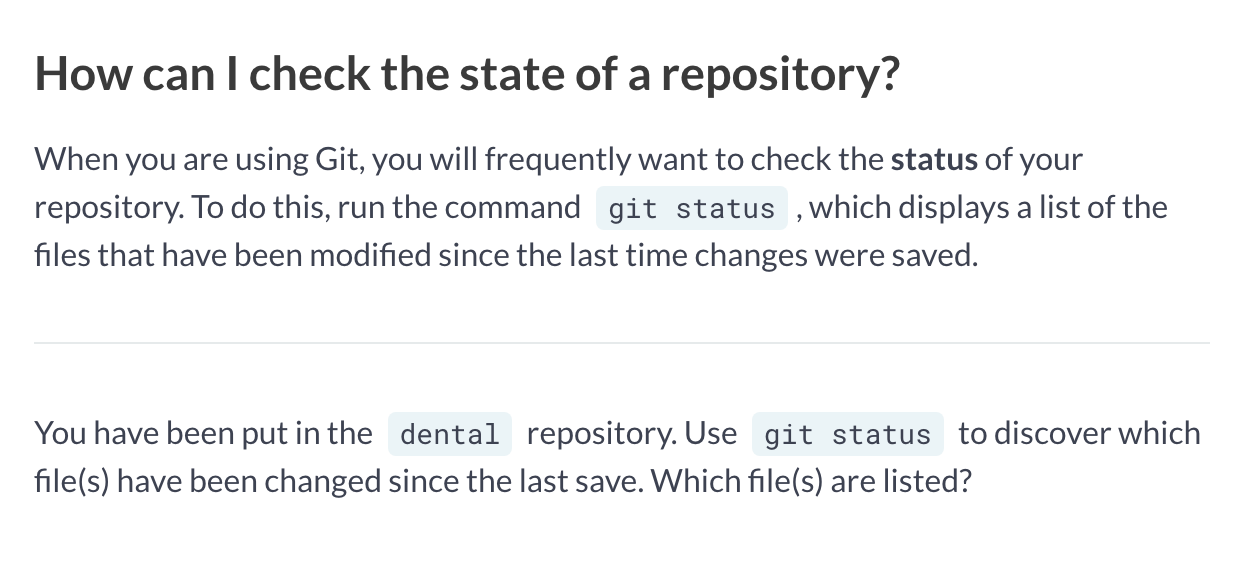 How can I check the state of a repository?
When you are using Git, you will frequently want to check the status of your
repository. To do this, run the command git status , which displays a list of the
files that have been modified since the last time changes were saved.
You have been put in the dental repository. Use git status to discover which
file(s) have been changed since the last save. Which file(s) are listed?